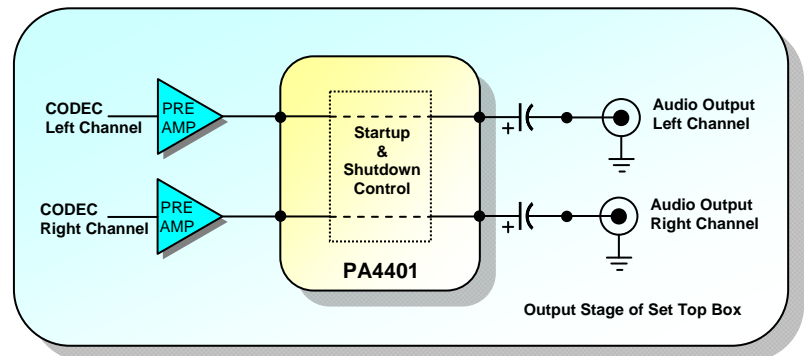 CODEC
Left Channel
PRE
AMP
Startup
&
Shutdown
Control
+
Audio Output
Left Channel
CODEC
Right Channel
PRE
AMP
+
Audio Output
Right Channel
PA4401
Output Stage of Set Top Box